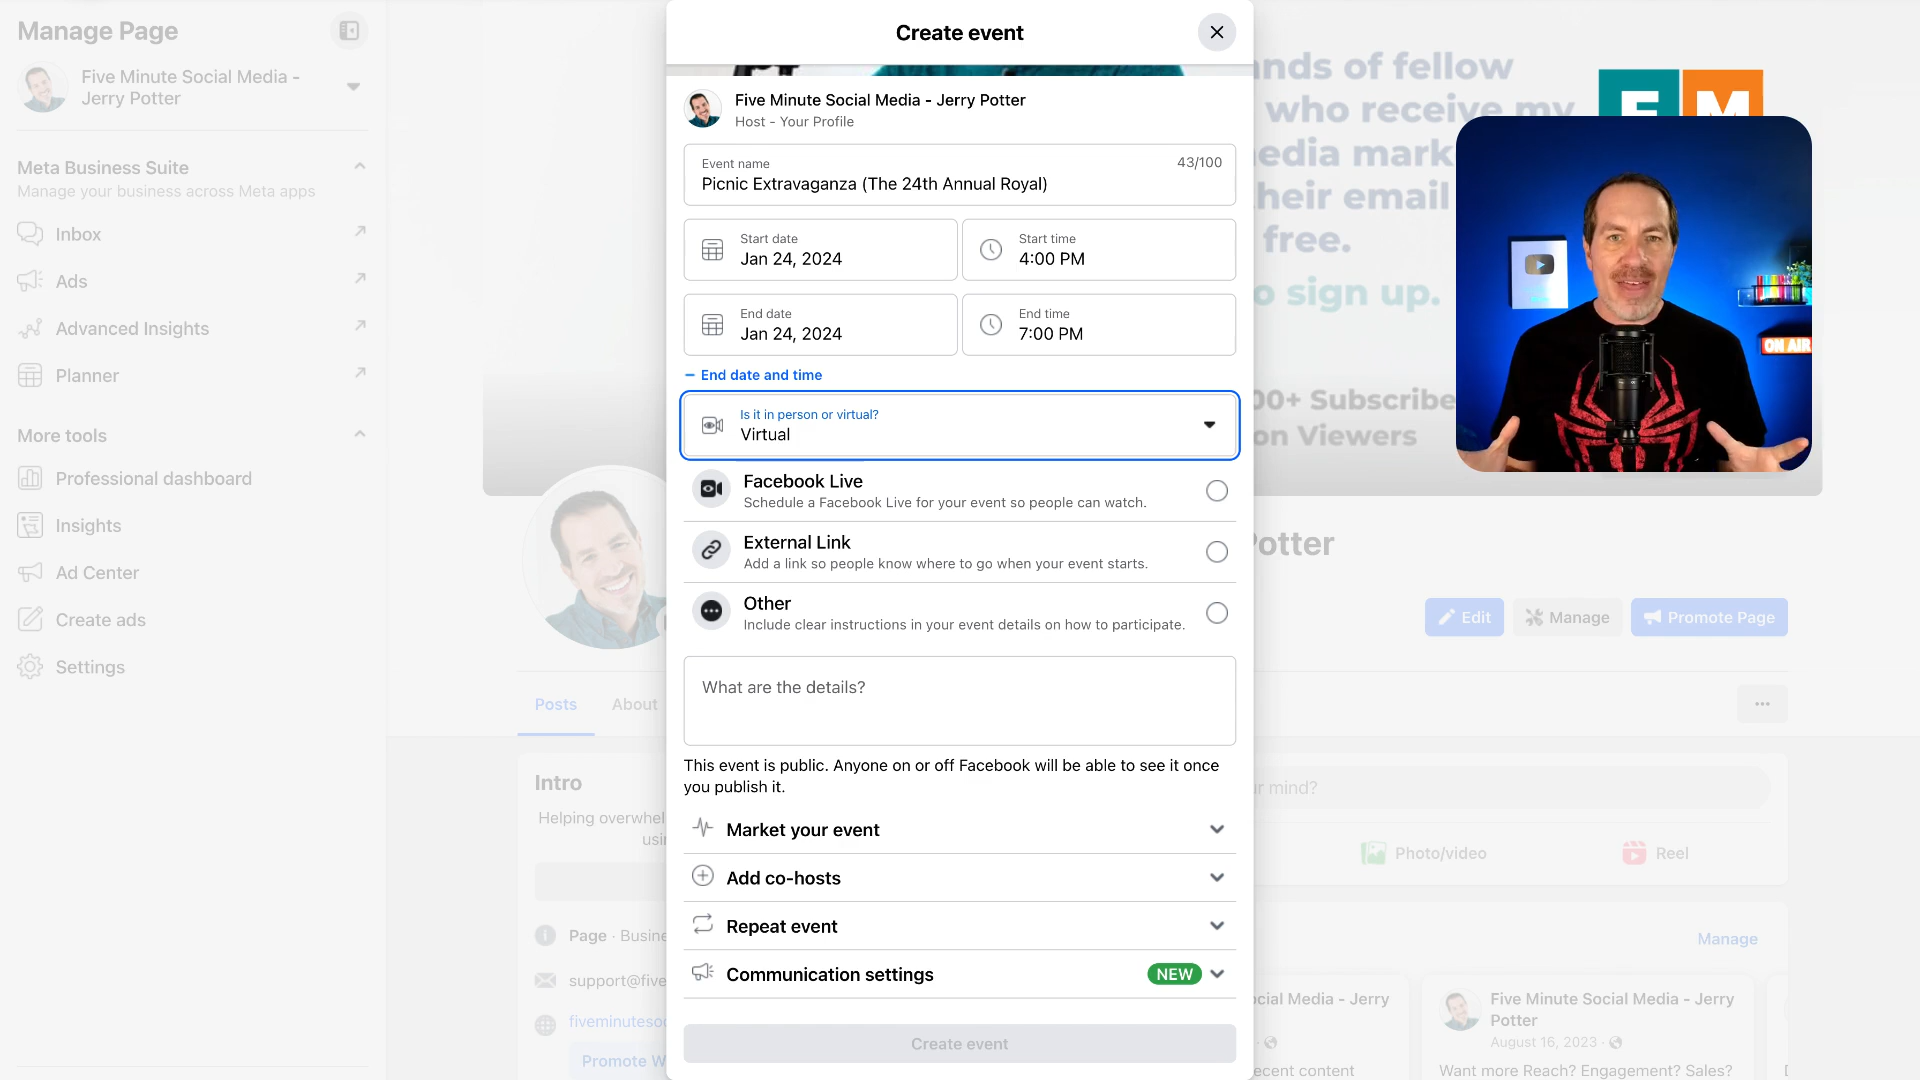 Manage Page
Five Minute Social Media -
Jerry Potter
Meta Business Suite
Manage your business across Meta apps
Inbox
Ads
Advanced Insights
Planner
More tools
Professional dashboard
Insights
Ad Center
Create ads
Settings
Create event
Five Minute Social Media - Jerry Potter
Host - Your Profile
Event name
43/100
Picnic Extravaganza (The 24th Annual Royal)
Start date
Jan 24, 2024
Start time
4:00 PM
End date
Jan 24, 2024
End time
7:00 PM
End date and time
Is it in person or virtual?
Virtual
Facebook Live
Schedule a Facebook Live for your event so people can watch.
External Link
Add a link so people know where to go when your event starts.
Other
Include clear instructions in your event details on how to participate.
What are the details?
This event is public. Anyone on or off Facebook will be able to see it once
you publish it.
Market your event
Add co-hosts
Repeat event
Communication settings
NEW
Create event
nds of fellow
who receive my
edia mark
heir email
free.
o sign up.
00+ Subscribe
on Viewers
F M
ON AIR
Potter
Edit
Manage
Promote Page
Posts
About
Intro
Helping overwhel
usi
Page · Busine
support@five
fiveminuteso
Promote W
r mind?
Photo/video
Reel
Manage
ocial Media - Jerry
ecent content
Five Minute Social Media - Jerry
Potter
August 16, 2023 ·
Want more Reach? Engagement? Sales?